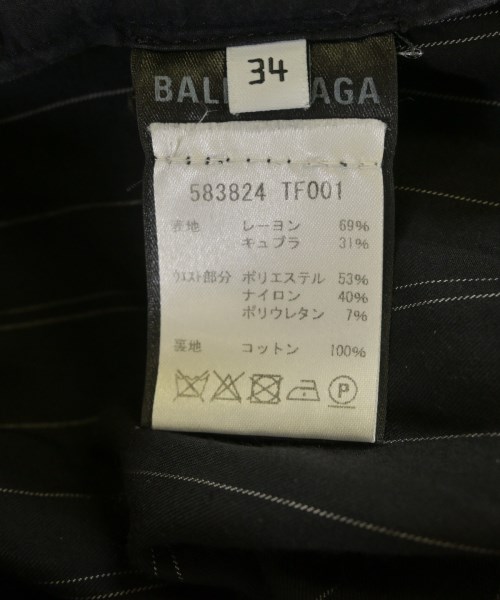 34
BAL AGA
583824 TF001
表地 レーヨン 69%
キュプラ 31%
ウエスト部分 ポリエステル 53%
ナイロン 40%
ポリウレタン 7%
裏地 コットン 100%
P